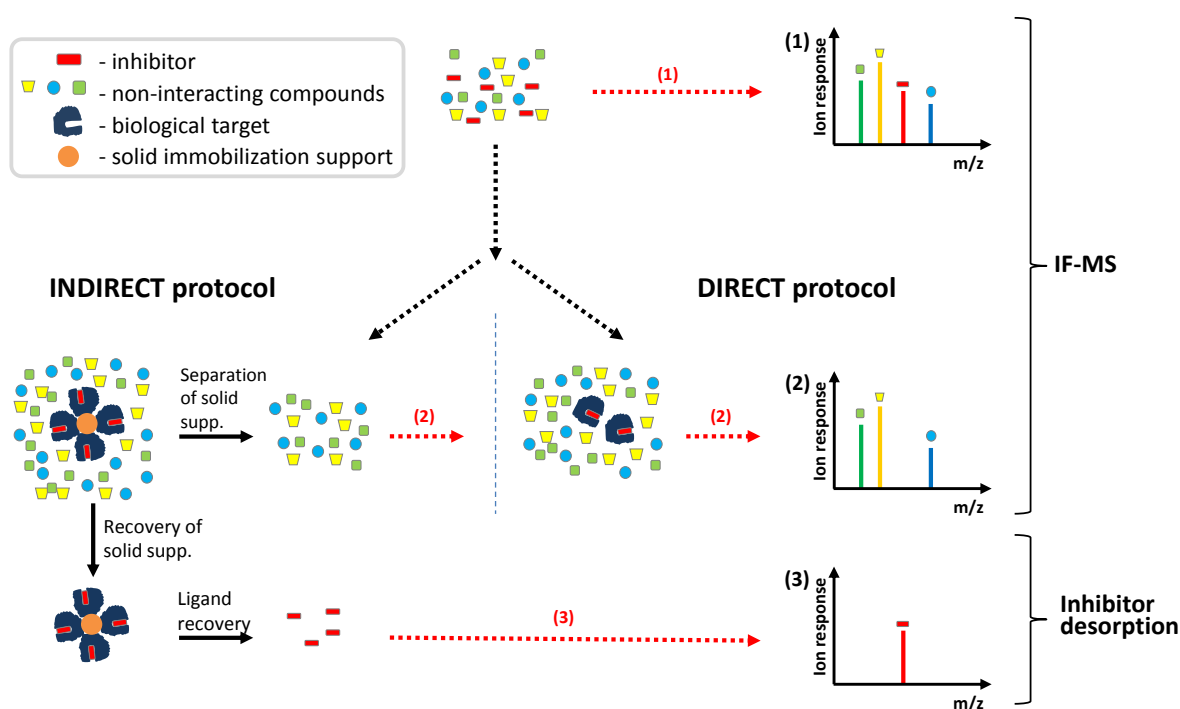 - inhibitor
- non-interacting compounds
- biological target
- solid immobilization support
(1)
(1)
Ion response
m/z
IF-MS
INDIRECT protocol
DIRECT protocol
Separation
of solid
supp.
(2)
(2)
(2)
Ion response
m/z
Recovery of
solid supp.
Ligand
recovery
(3)
(3)
Ion response
m/z
Inhibitor
desorption